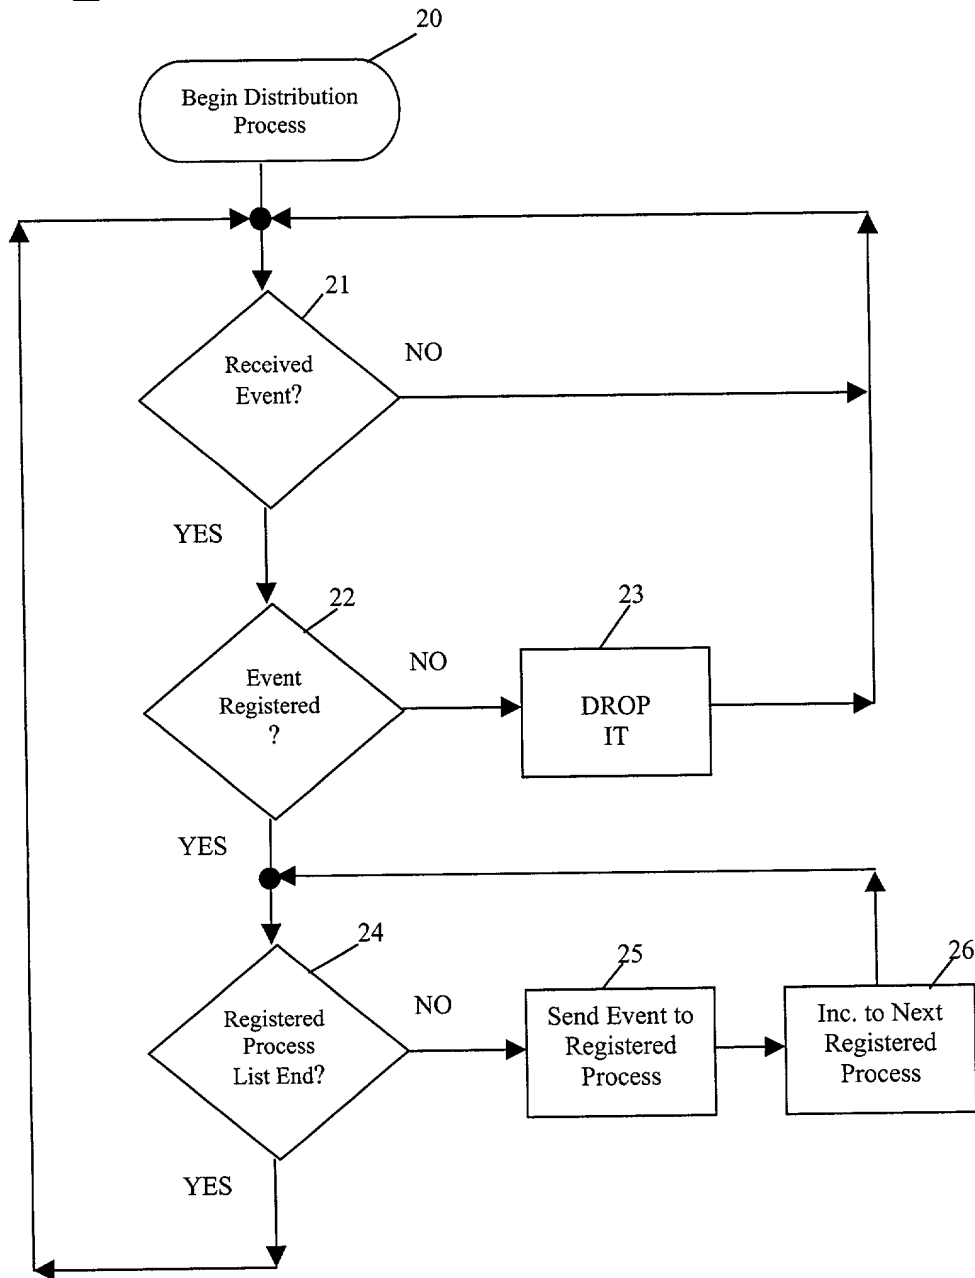 20
Begin Distribution
Process
21
Received
Event?
NO
YES
22
Event
Registered
?
NO
23
DROP
IT
YES
24
Registered
Process
List End?
NO
25
Send Event to
Registered
Process
26
Inc. to Next
Registered
Process
YES